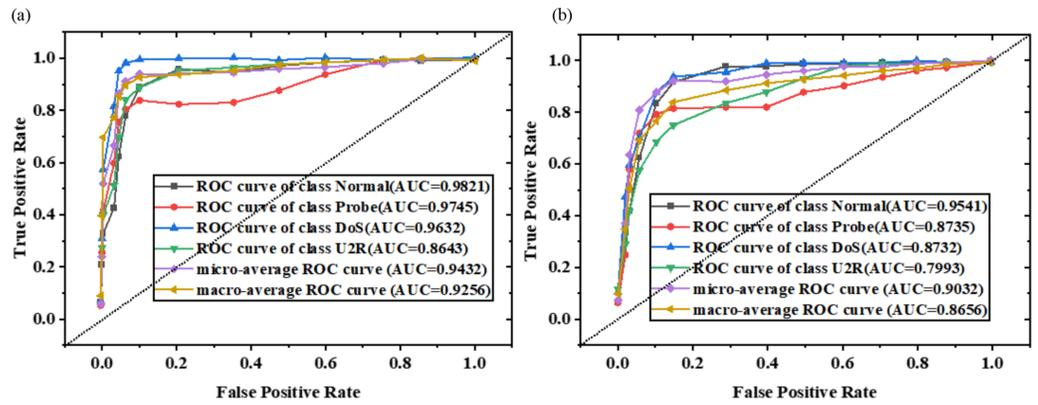 (a)
True Positive Rate
1.0
0.8
0.6
0.4
0.2
0.0
ROC curve of class Normal(AUC=0.9821)
ROC curve of class Probe(AUC=0.9745)
ROC curve of class DoS(AUC=0.9632)
ROC curve of class U2R(AUC=0.8643)
micro-average ROC curve (AUC=0.9432)
macro-average ROC curve (AUC=0.9256)
0.0 0.2 0.4 0.6 0.8 1.0
False Positive Rate
(b)
True Positive Rate
1.0
0.8
0.6
0.4
0.2
0.0
ROC curve of class Normal(AUC=0.9541)
ROC curve of class Probe(AUC=0.8735)
ROC curve of class DoS(AUC=0.8732)
ROC curve of class U2R(AUC=0.7993)
micro-average ROC curve (AUC=0.9032)
macro-average ROC curve (AUC=0.8656)
0.0 0.2 0.4 0.6 0.8 1.0
False Positive Rate